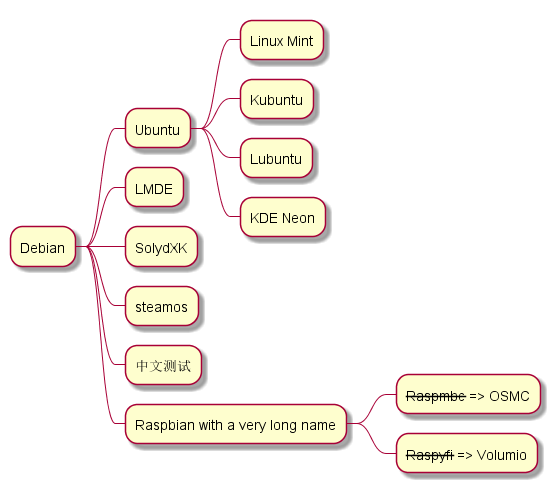 Debian
Ubuntu
Linux Mint
Kubuntu
Lubuntu
KDE Neon
LMDE
SolydXK
steamos
中文测试
Raspbian with a very long name
Raspmbc => OSMC
Raspyfi => Volumio